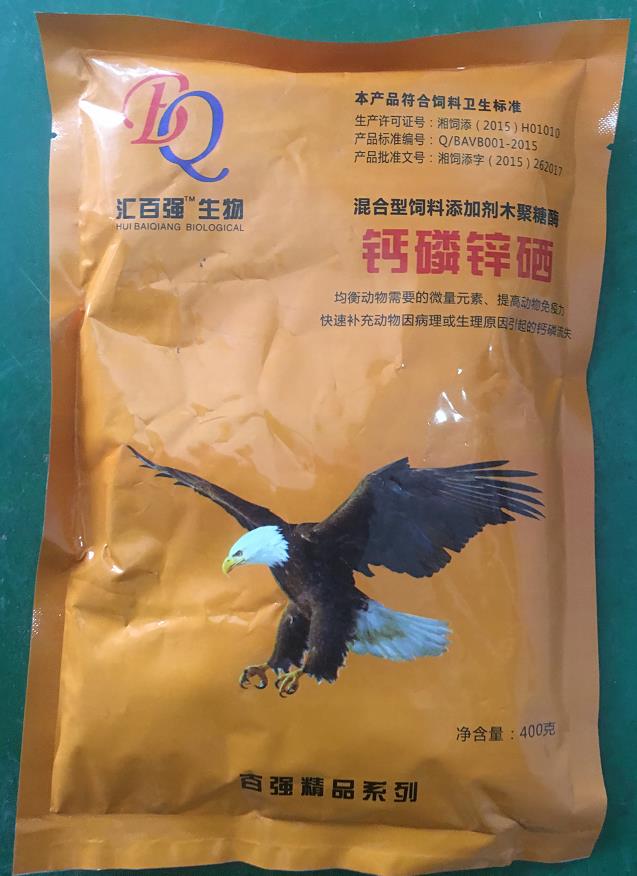 BQ
汇百强™生物
HUI BAIQIANG BIOLOGICAL
本产品符合饲料卫生标准
生产许可证号：湘饲添（2015）H01010
产品标准编号：Q/BAVB001-2015
产品批准文号：湘饲添字（2015）262017
混合型饲料添加剂木聚糖酶
钙磷锌硒
均衡动物需要的微量元素、提高动物免疫力
快速补充动物因病理或生理原因引起的钙磷流失
净含量：400克
百强精品系列